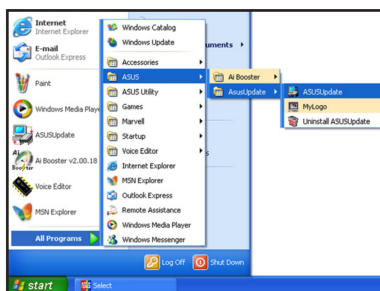 Internet
Internet Explorer
E-mail
Outlook Express
Paint
Windows Media Playe
ASUSUpdate
Ai Booster v2.00.18
Voice Editor
MSN Explorer
All Programs
Windows Catalog
Windows Update
Accessories
ASUS
ASUS Utility
Games
Marvell
Startup
Voice Editor
Internet Explorer
MSN Explorer
Outlook Express
Remote Assistance
Windows Media Player
Windows Messenger
uments
s
Ai Booster
AsusUpdate
ASUSUpdate
MyLogo
Uninstall ASUSUpdate
Log Off
Shut Down
start
Select